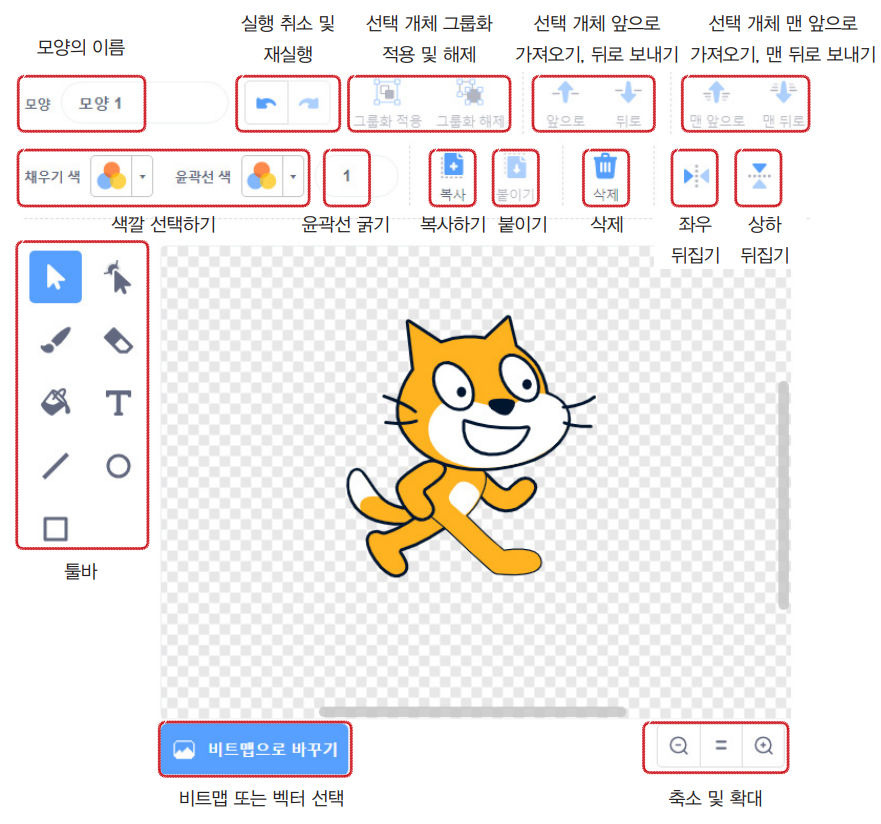 모양의 이름
실행 취소 및
재실행
선택 개체 그룹화
적용 및 해제
선택 개체 앞으로
가져오기, 뒤로 보내기
선택 개체 맨 앞으로
가져오기, 맨 뒤로 보내기
모양 모양 1
그룹화 적용 그룹화 해제
앞으로 뒤로
맨 앞으로 맨 뒤로
채우기 색 윤곽선 색 1
복사 붙이기 삭제
색깔 선택하기 윤곽선 굵기 복사하기 붙이기 삭제
좌우
뒤집기
상하
뒤집기
툴바
비트맵으로 바꾸기
비트맵 또는 벡터 선택
축소 및 확대